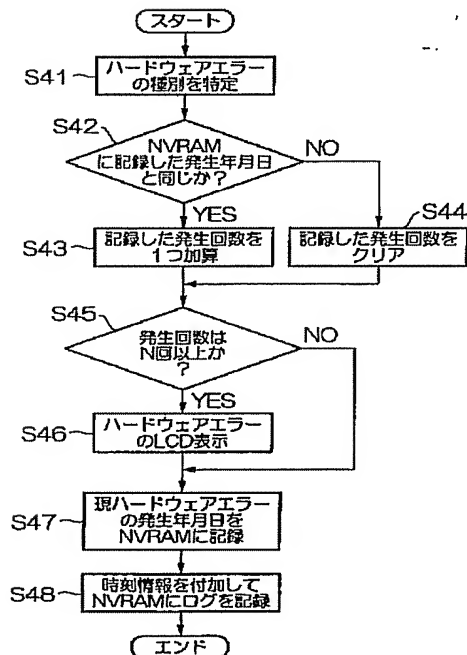 スタート
S41
ハードウェアエラー
の種別を特定
S42
NVRAM
に記録した発生年月日
と同じか？
NO
YES
S43
記録した発生回数を
1つ加算
S44
記録した発生回数を
クリア
S45
発生回数は
N回以上か
？
NO
YES
S46
ハードウェアエラー
のLCD表示
S47
現ハードウェアエラー
の発生年月日を
NVRAMに記録
S48
時刻情報を付加して
NVRAMにログを記録
エンド